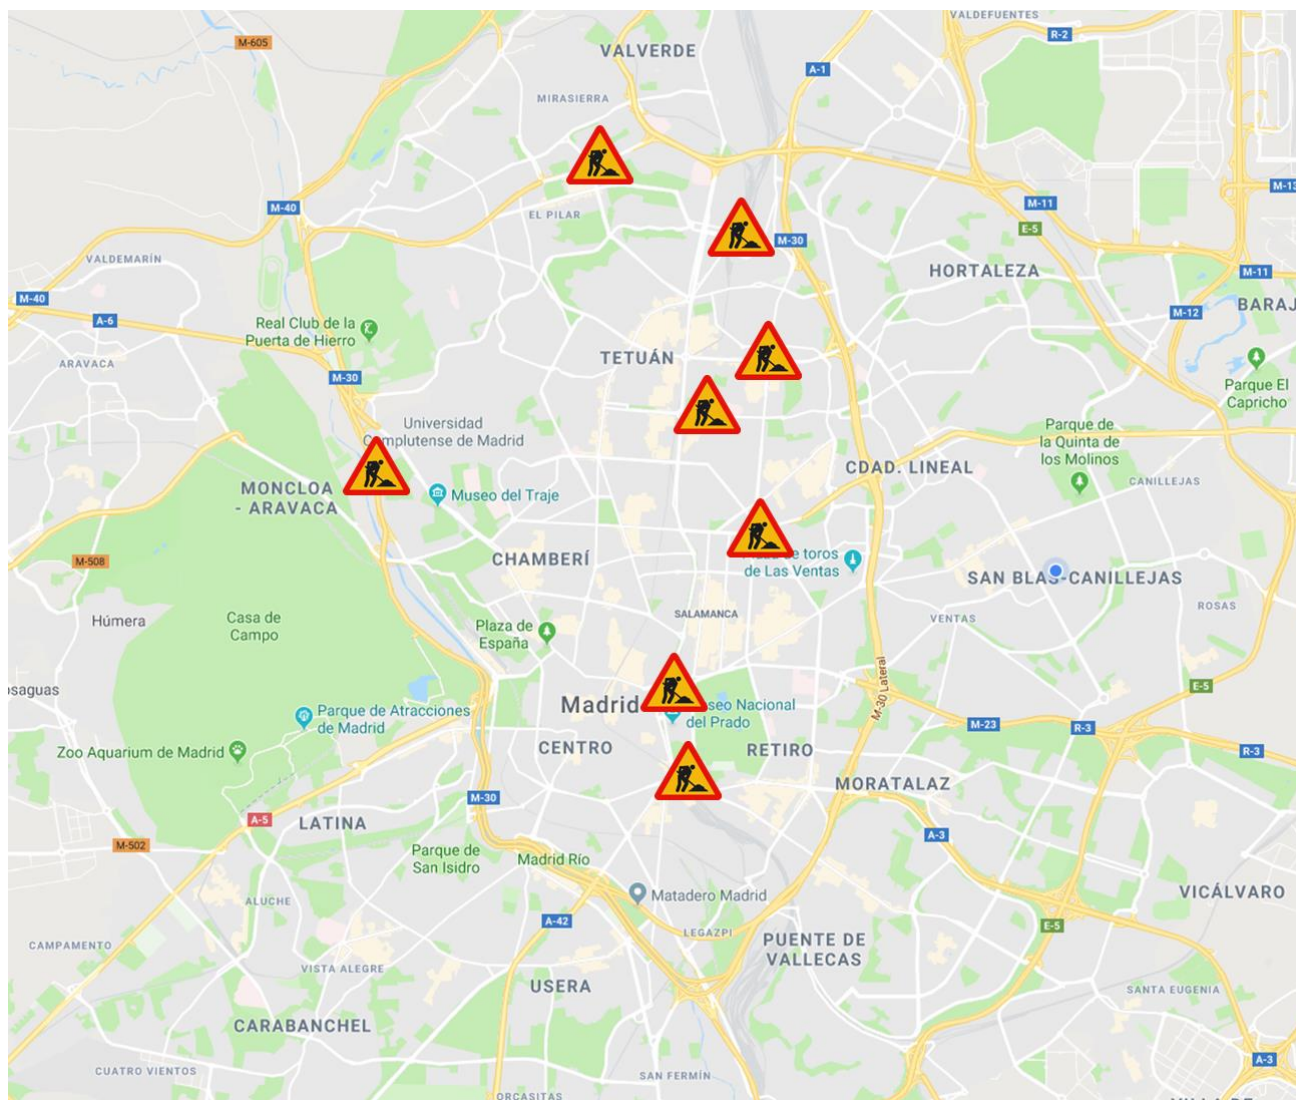 VALDEFUENTES
M-605
R-2
VALVERDE
A-1
MIRASIERRA
M-13
M-40
M-11
EL PILAR
E-5
M-30
VALDEMARÍN
HORTALEZA
M-11
M-40
M-12
BARAJ
A-6
Real Club de la
Puerta de Hierro
TETUÁN
ARAVACA
M-30
Parque El
Capricho
Universidad
Complutense de Madrid
Parque de
la Quinta de
los Molinos
CDAD. LINEAL
CANILLEJAS
MONCLOA
- ARAVACA
Museo del Traje
CHAMBERÍ
de toros
de Las Ventas
M-508
SAN BLAS-CANILLEJAS
ROSAS
Húmera
Casa de
Campo
SALAMANCA
VENTAS
Plaza de
España
osaguas
M-30 Lateral
E-5
Madrid
seo Nacional
del Prado
Parque de Atracciones
de Madrid
M-23
R-3
Zoo Aquarium de Madrid
CENTRO
RETIRO
R-3
MORATALAZ
M-30
A-5
LATINA
A-3
M-502
Parque de
San Isidro
Madrid Río
Matadero Madrid
VICÁLVARO
ALUCHE
A-42
E-5
LEGAZPI
CAMPAMENTO
PUENTE DE
VALLECAS
VISTA ALEGRE
USERA
SANTA EUGENIA
CARABANCHEL
A-3
CUATRO VIENTOS
SAN FERMÍN
ORCASITAS